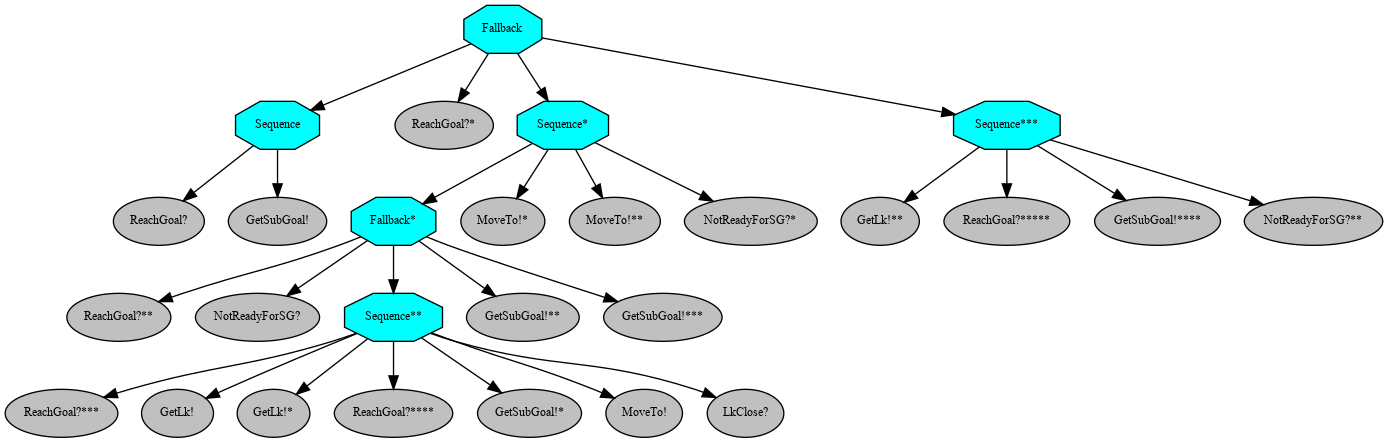 Fallback
Sequence
ReachGoal?*
Sequence*
Sequence***
ReachGoal?
GetSubGoal!
Fallback*
MoveTo!*
MoveTo!**
NotReadyForSG?*
GetLk!**
ReachGoal?*****
GetSubGoal!****
NotReadyForSG?**
ReachGoal?**
NotReadyForSG?
Sequence**
GetSubGoal!**
GetSubGoal!***
ReachGoal?***
GetLk!
GetLk!*
ReachGoal?****
GetSubGoal!*
MoveTo!
LkClose?